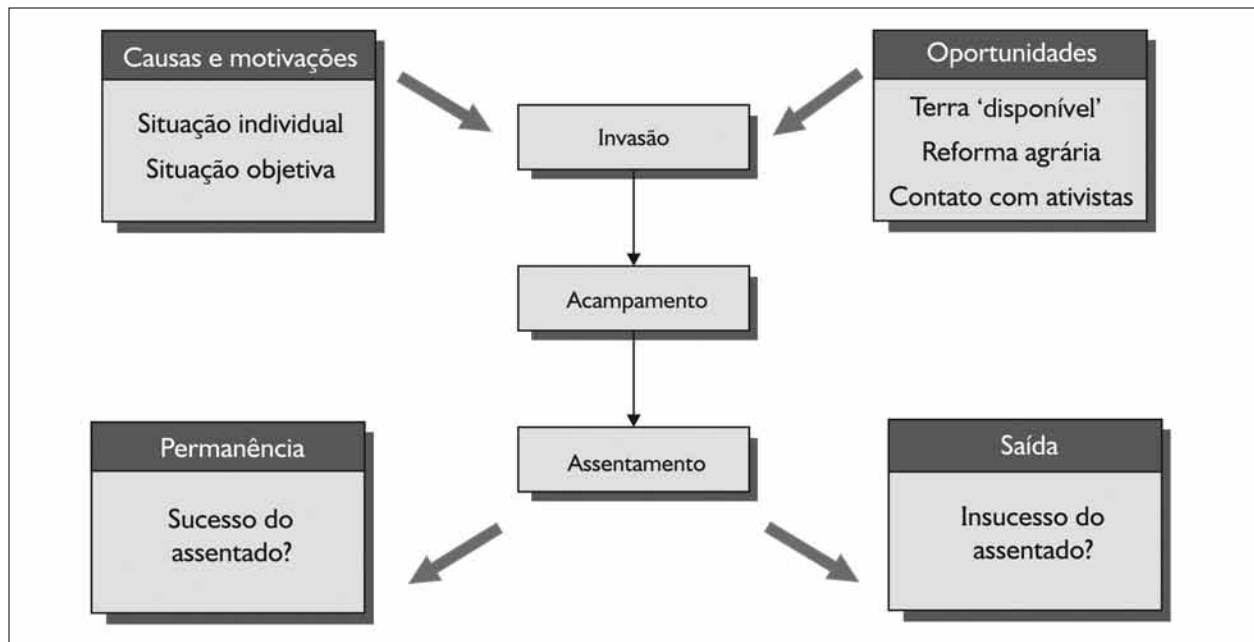 Causas e motivações
Situação individual
Situação objetiva
Oportunidades
Terra ‘disponível’
Reforma agrária
Contato com ativistas
Invasão
Acampamento
Assentamento
Permanência
Sucesso do
assentado?
Saída
Insucesso do
assentado?